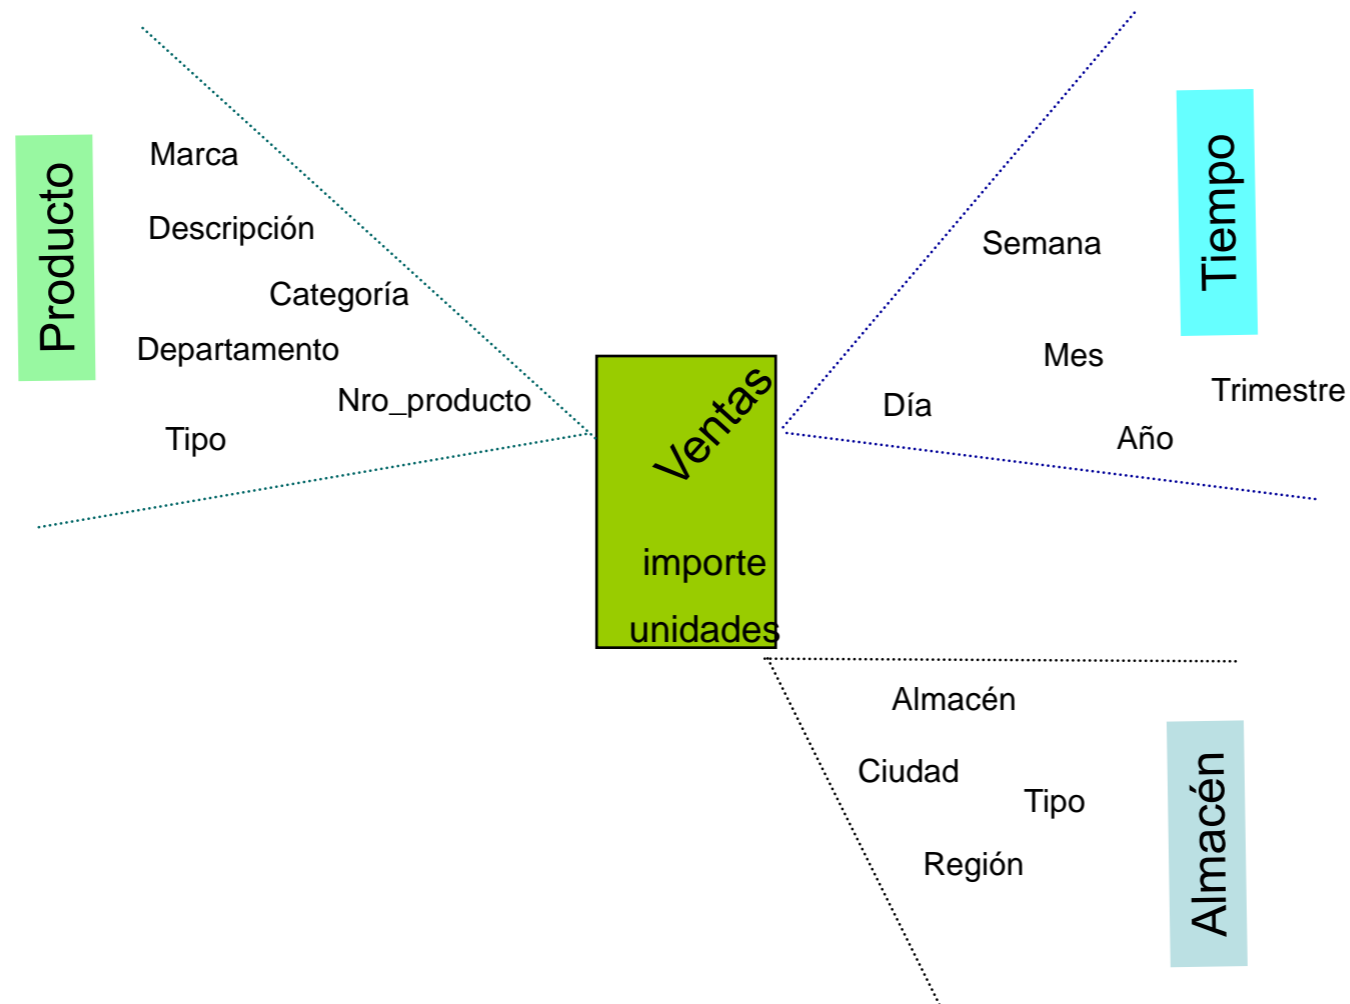 Producto
Marca
Descripción
Categoría
Departamento
Nro_producto
Tipo
Ventas
importe
unidades
Tiempo
Semana
Mes
Trimestre
Día
Año
Almacén
Ciudad
Tipo
Región
Almacén